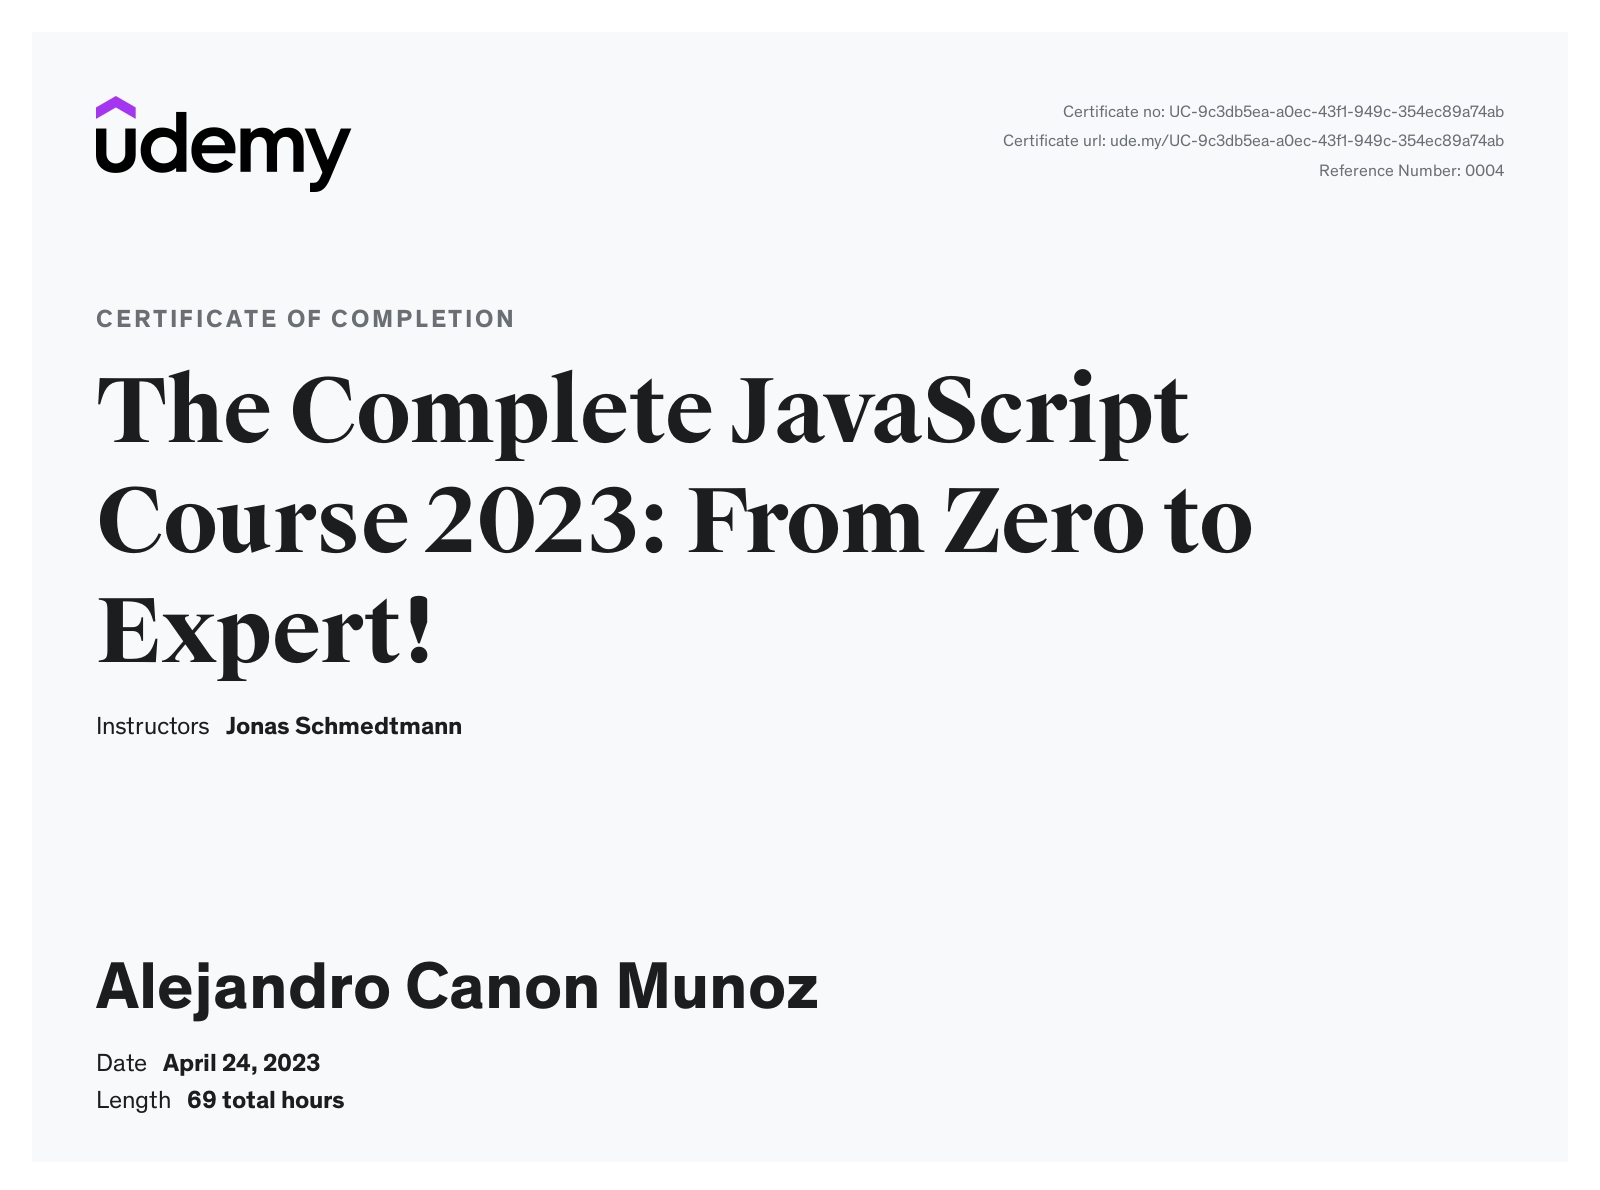 udemy
Certificate no: UC-9c3db5ea-a0ec-43f1-949c-354ec89a74ab
Certificate url: ude.my/UC-9c3db5ea-a0ec-43f1-949c-354ec89a74ab
Reference Number: 0004
CERTIFICATE OF COMPLETION
The Complete JavaScript
Course 2023: From Zero to
Expert!
Instructors Jonas Schmedtmann
Alejandro Canon Munoz
Date April 24, 2023
Length 69 total hours